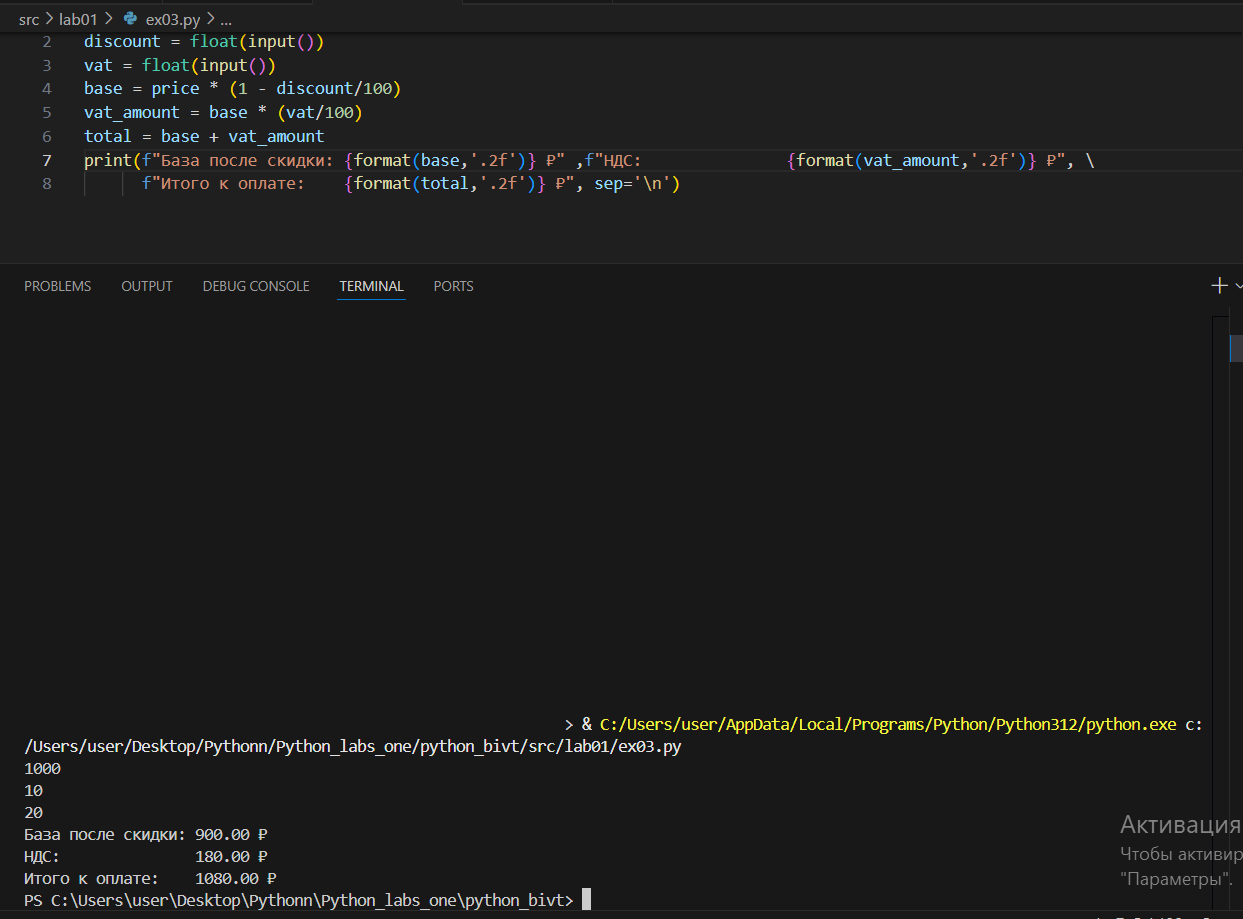 src > lab01 > ex03.py > ...
2 discount = float(input())
3 vat = float(input())
4 base = price * (1 - discount/100)
5 vat_amount = base * (vat/100)
6 total = base + vat_amount
7 print(f"База после скидки: {format(base,'.2f')} ₽" ,f"НДС:               {format(vat_amount,'.2f')} ₽", \
8       f"Итого к оплате:    {format(total,'.2f')} ₽", sep='\n')
PROBLEMS OUTPUT DEBUG CONSOLE TERMINAL PORTS
> & C:/Users/user/AppData/Local/Programs/Python/Python312/python.exe c:
/Users/user/Desktop/Pythonn/Python_labs_one/python_bivt/src/lab01/ex03.py
1000
10
20
База после скидки: 900.00 ₽
НДС:               180.00 ₽
Итого к оплате:    1080.00 ₽
PS C:\Users\user\Desktop\Pythonn\Python_labs_one\python_bivt>
Активация
Чтобы активир
"Параметры".